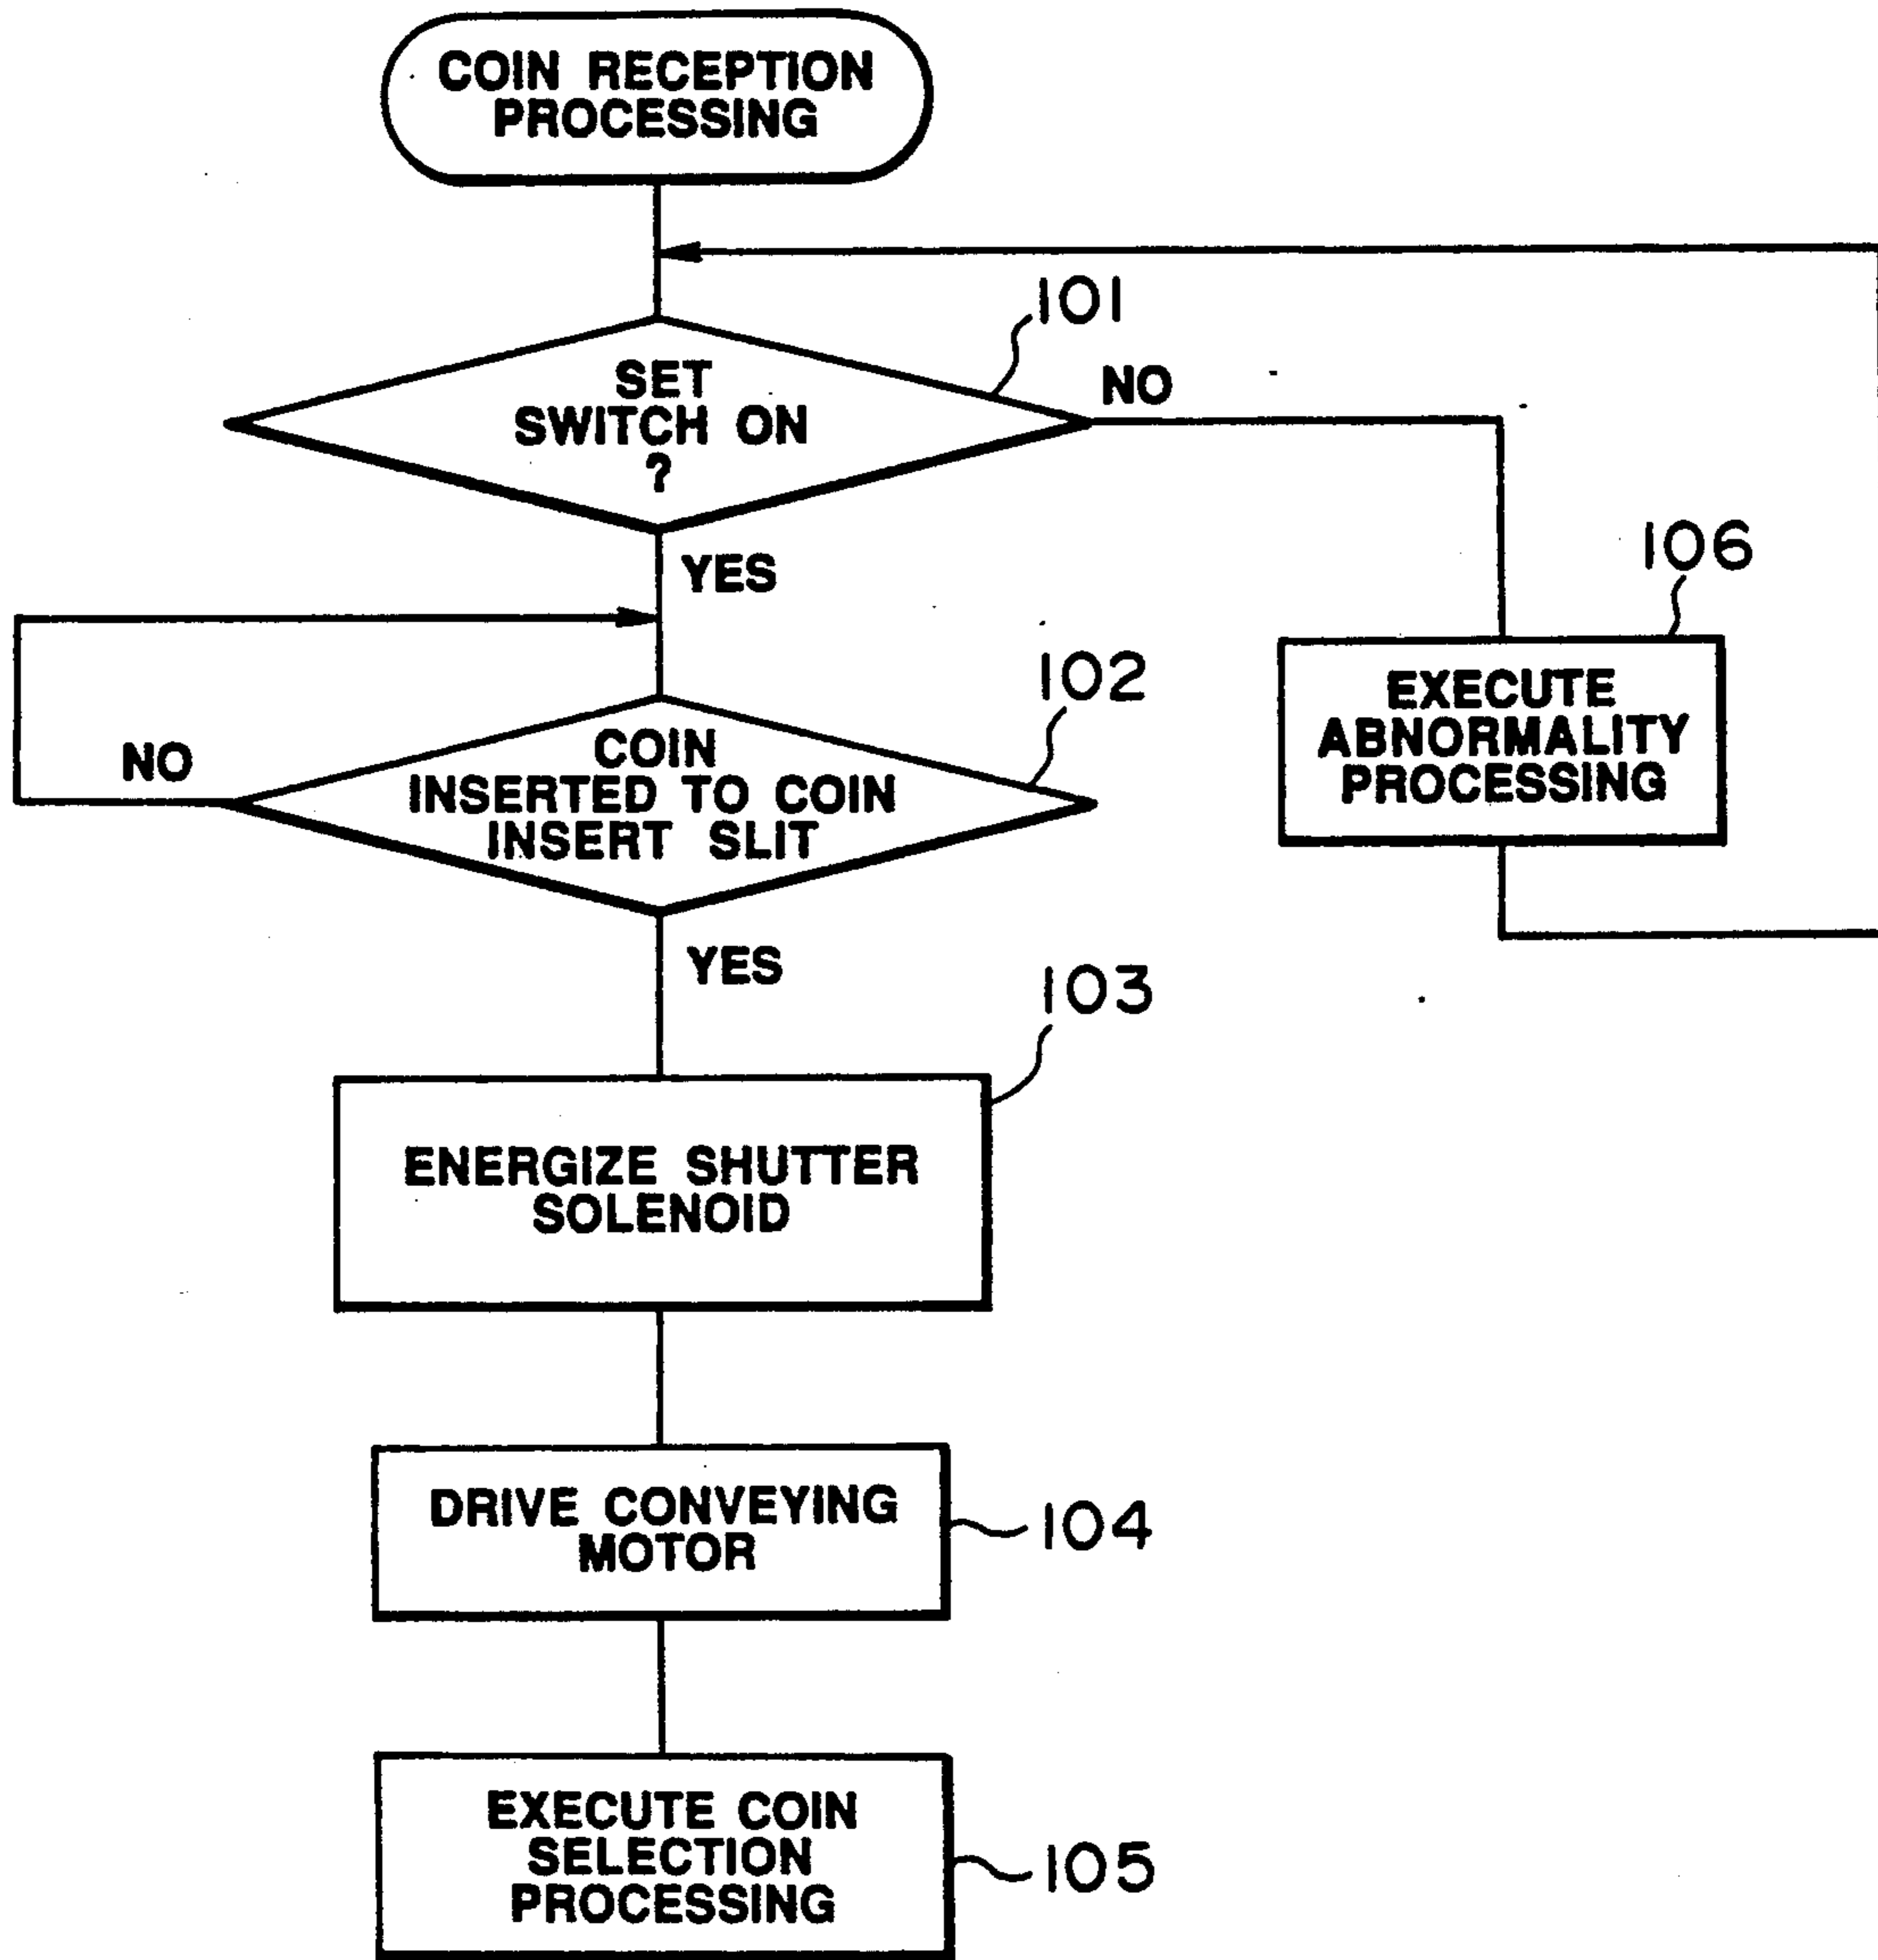 COIN RECEPTION
PROCESSING
101
SET
SWITCH ON
?
NO
YES
106
EXECUTE
ABNORMALITY
PROCESSING
102
COIN
INSERTED TO COIN
INSERT SLIT
NO
YES
103
ENERGIZE SHUTTER
SOLENOID
DRIVE CONVEYING
MOTOR
104
EXECUTE COIN
SELECTION
PROCESSING
105